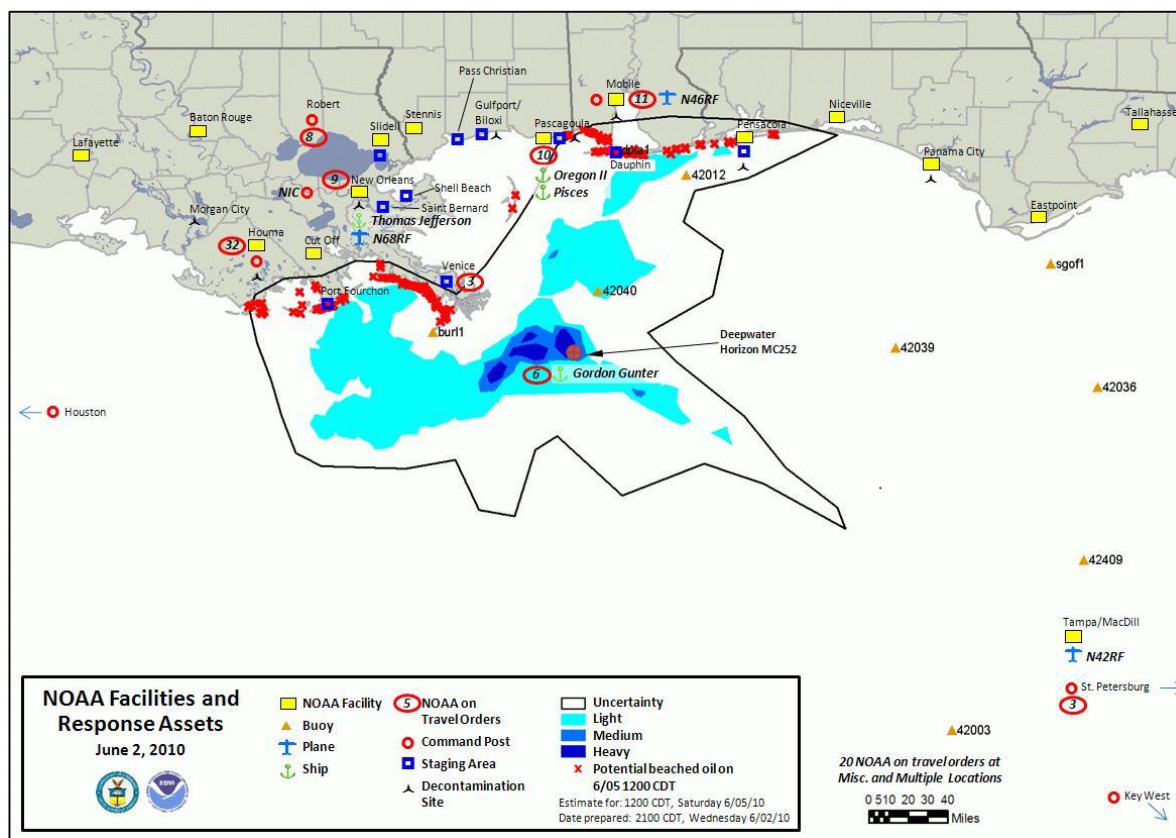 Mobile
11
N46RF
Pass Christian
Gulfport/
Biloxi
Robert
8
Baton Rouge
Stennis
Slidell
Lafayette
Pascagoula
10
Niceville
Pensacola
Tallahasse
Panama City
dpia1
Dauphin
42012
Oregon II
Pisces
9
New Orleans
NIC
Shell Beach
Saint Bernard
Morgan City
Thomas Jefferson
N68RF
Eastpoint
32
Houma
Cut Off
Venice
3
sgof1
Port Fourchon
42040
burl1
Deepwater
Horizon MC252
42039
6
Gordon Gunter
42036
Houston
42409
Tampa/MacDill
N42RF
St. Petersburg
3
42003
Key West
NOAA Facilities and
Response Assets
June 2, 2010
NOAA Facility
Buoy
Plane
Ship
5
NOAA on
Travel Orders
Command Post
Staging Area
Decontamination
Site
Uncertainty
Light
Medium
Heavy
Potential beached oil on
6/05 1200 CDT
Estimate for: 1200 CDT, Saturday 6/05/10
Date prepared: 2100 CDT, Wednesday 6/02/10
20 NOAA on travel orders at
Misc. and Multiple Locations
0 5 10 20 30 40
Miles